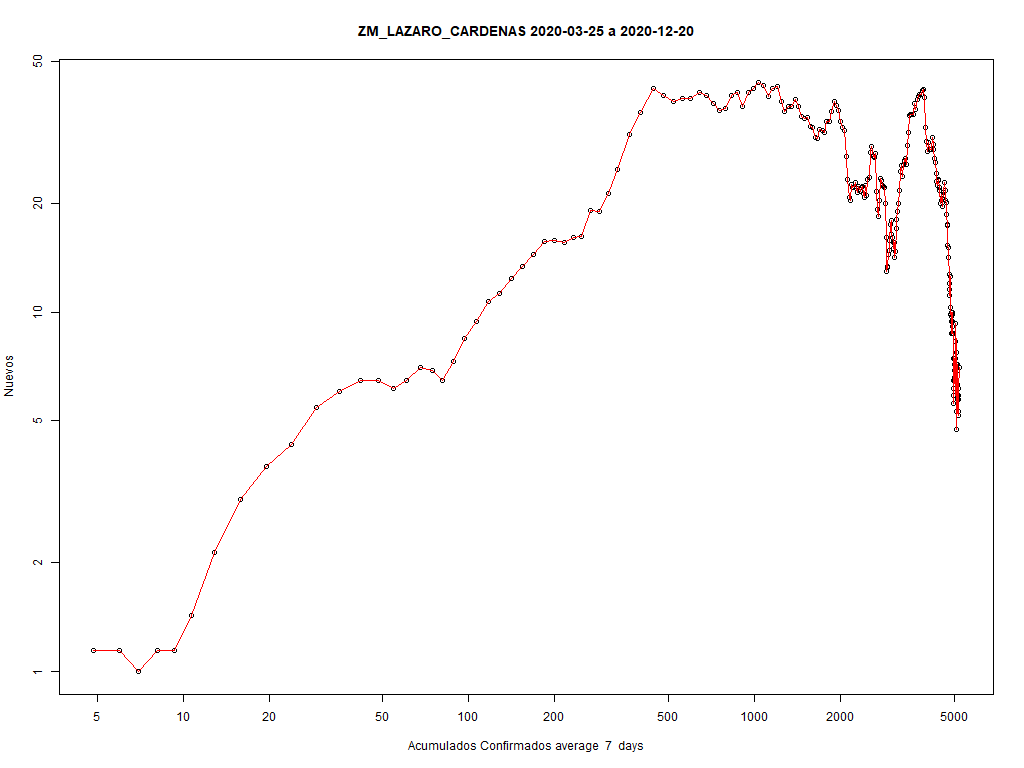 ZM_LAZARO_CARDENAS 2020-03-25 a 2020-12-20
50
20
10
5
2
1
Nuevos
5 10 20 50 100 200 500 1000 2000 5000
Acumulados Confirmados average 7 days